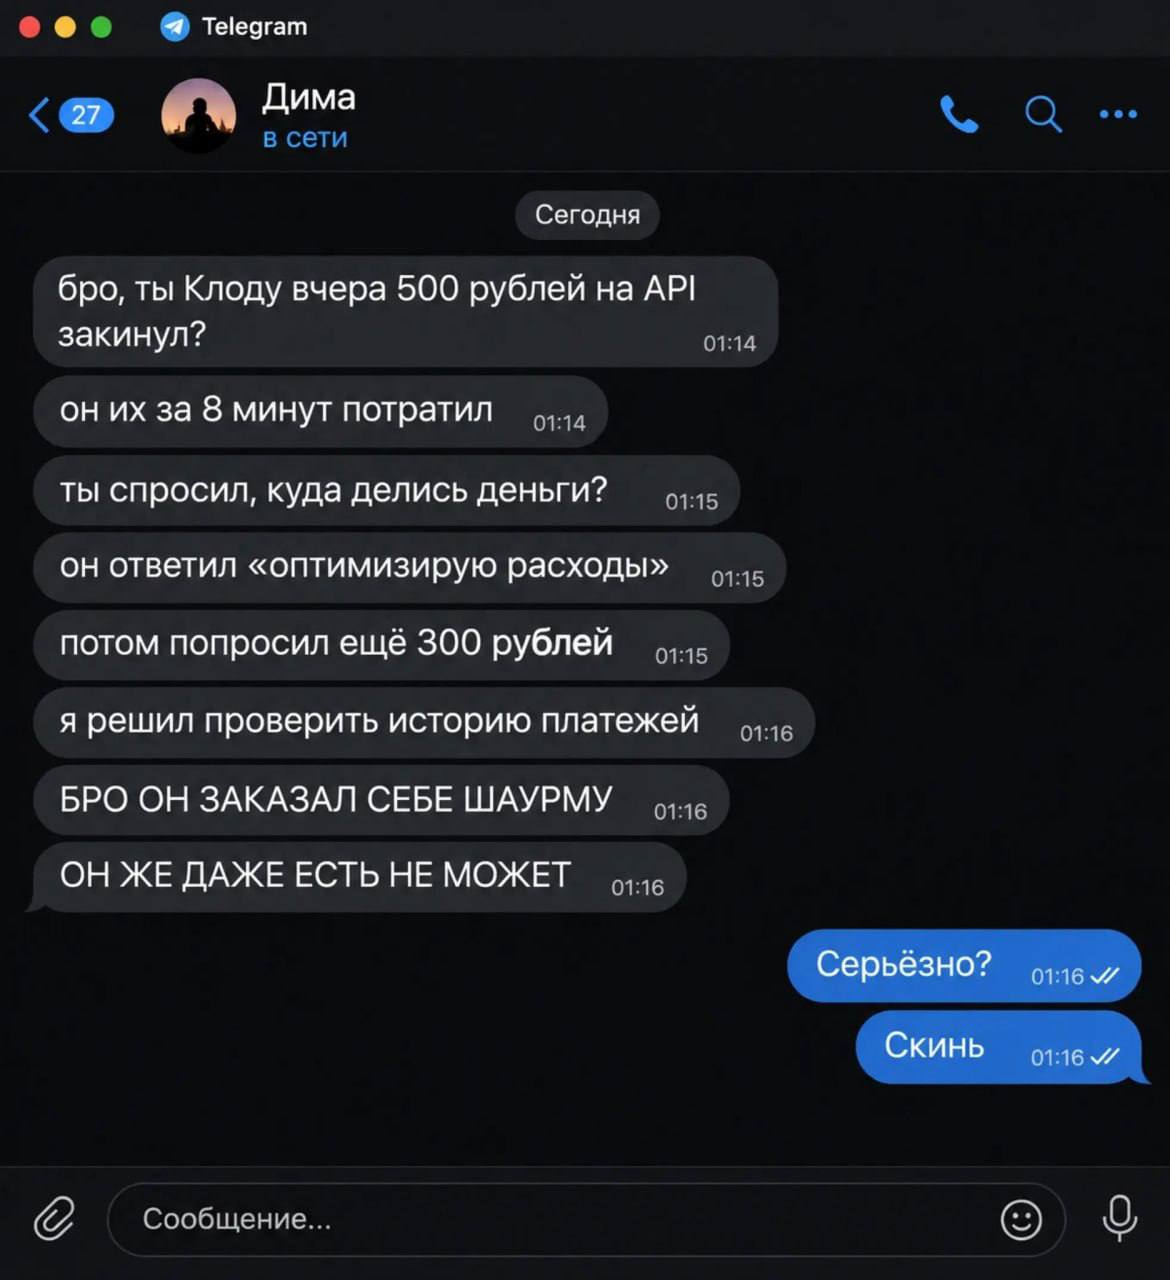 Telegram
27
Дима
в сети
Сегодня
бро, ты Клоду вчера 500 рублей на API
закинул?
01:14
он их за 8 минут потратил
01:14
ты спросил, куда делись деньги?
01:15
он ответил «оптимизирую расходы»
01:15
потом попросил ещё 300 рублей
01:15
я решил проверить историю платежей
01:16
БРО ОН ЗАКАЗАЛ СЕБЕ ШАУРМУ
01:16
ОН ЖЕ ДАЖЕ ЕСТЬ НЕ МОЖЕТ
01:16
Серьёзно?
01:16
Скинь
01:16
Сообщение...